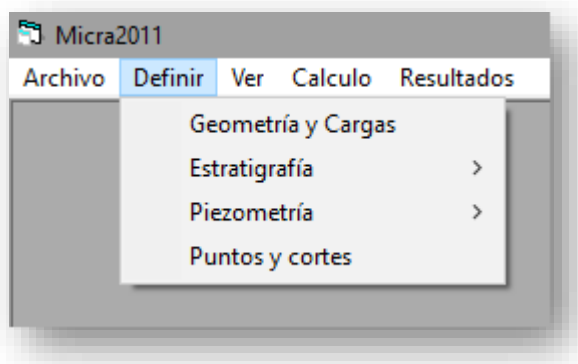 Micra2011
Archivo Definir Ver Calculo Resultados
Geometría y Cargas
Estratigrafía
Piezometría
Puntos y cortes